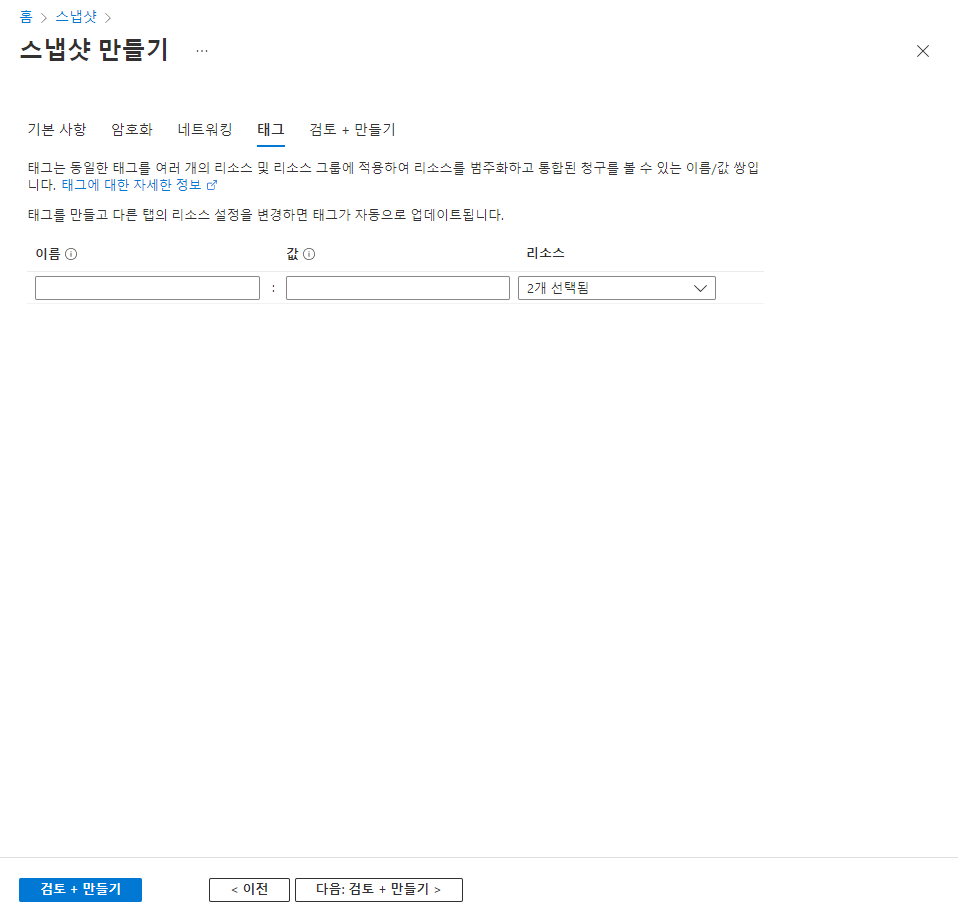 홈 > 스냅샷 >
스냅샷 만들기 ...
기본 사항 암호화 네트워킹 태그 검토 + 만들기
태그는 동일한 태그를 여러 개의 리소스 및 리소스 그룹에 적용하여 리소스를 범주화하고 통합된 청구를 볼 수 있는 이름/값 쌍입
니다. 태그에 대한 자세한 정보
태그를 만들고 다른 탭의 리소스 설정을 변경하면 태그가 자동으로 업데이트됩니다.
이름 값 리소스
: 2개 선택됨
검토 + 만들기 < 이전 다음: 검토 + 만들기 >